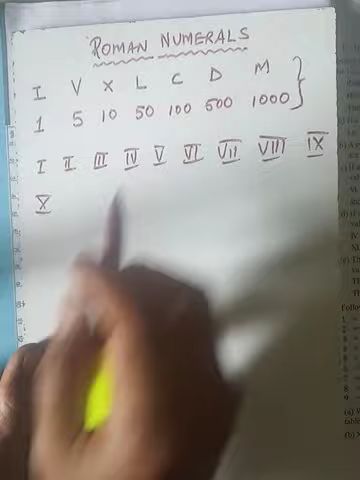 ROMAN NUMERALS
I V X L C D M
1 5 10 50 100 500 1000
I II III IV V VI VII VIII IX
X